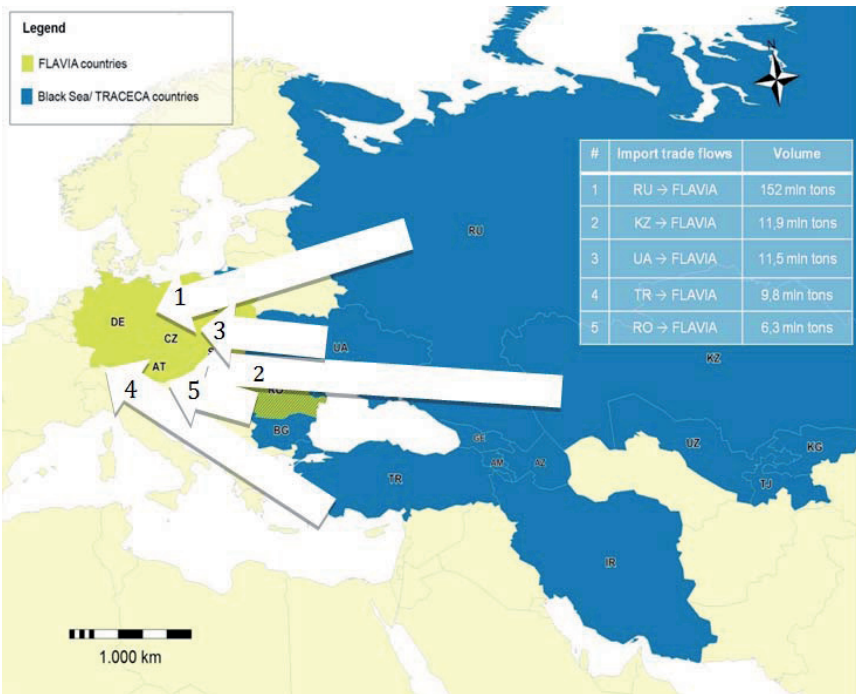 Legend
FLAVIA countries
Black Sea/ TRACECA countries
N
# Import trade flows Volume
1 RU → FLAVIA 152 mln tons
2 KZ → FLAVIA 11,9 mln tons
3 UA → FLAVIA 11,5 mln tons
4 TR → FLAVIA 9,8 mln tons
5 RO → FLAVIA 6,3 mln tons
RU
1
DE
3
CZ
UA
KZ
AT
2
4
5
BG
GE
UZ
KG
AM
AZ
TJ
TR
IR
1.000 km